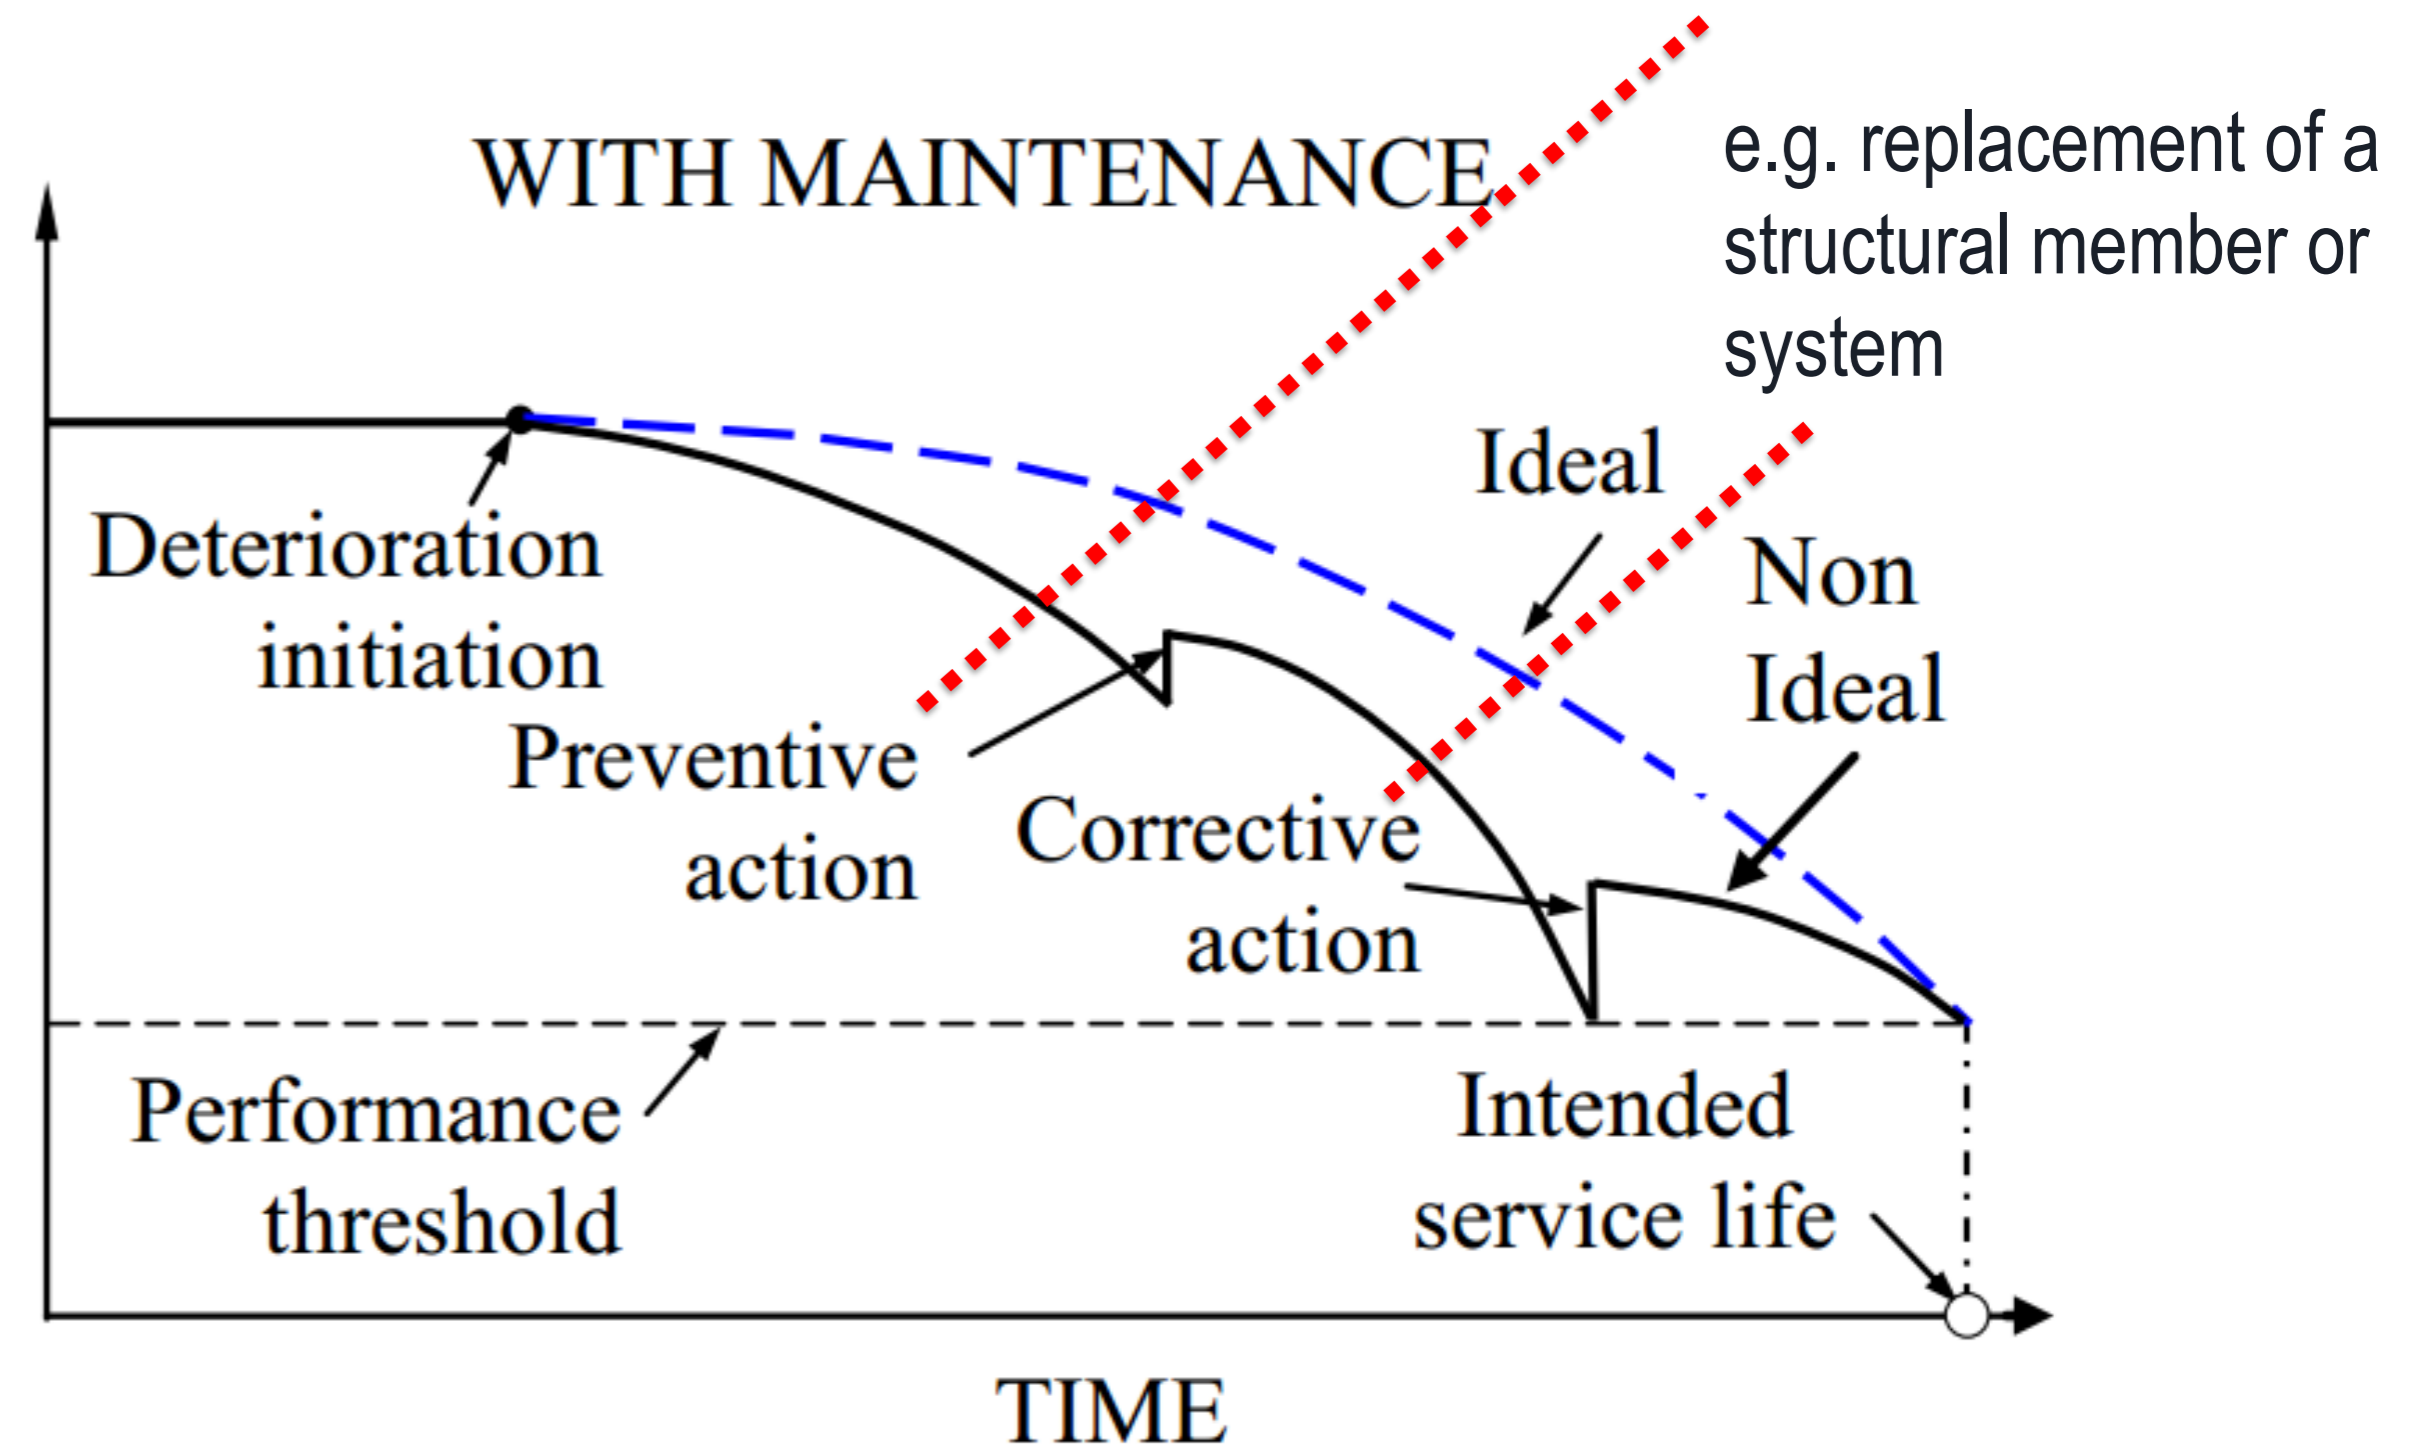 WITH MAINTENANCE
e.g. replacement of a
structural member or
system
Deterioration
initiation
Ideal
Non
Ideal
Preventive
action
Corrective
action
Performance
threshold
Intended
service life
TIME